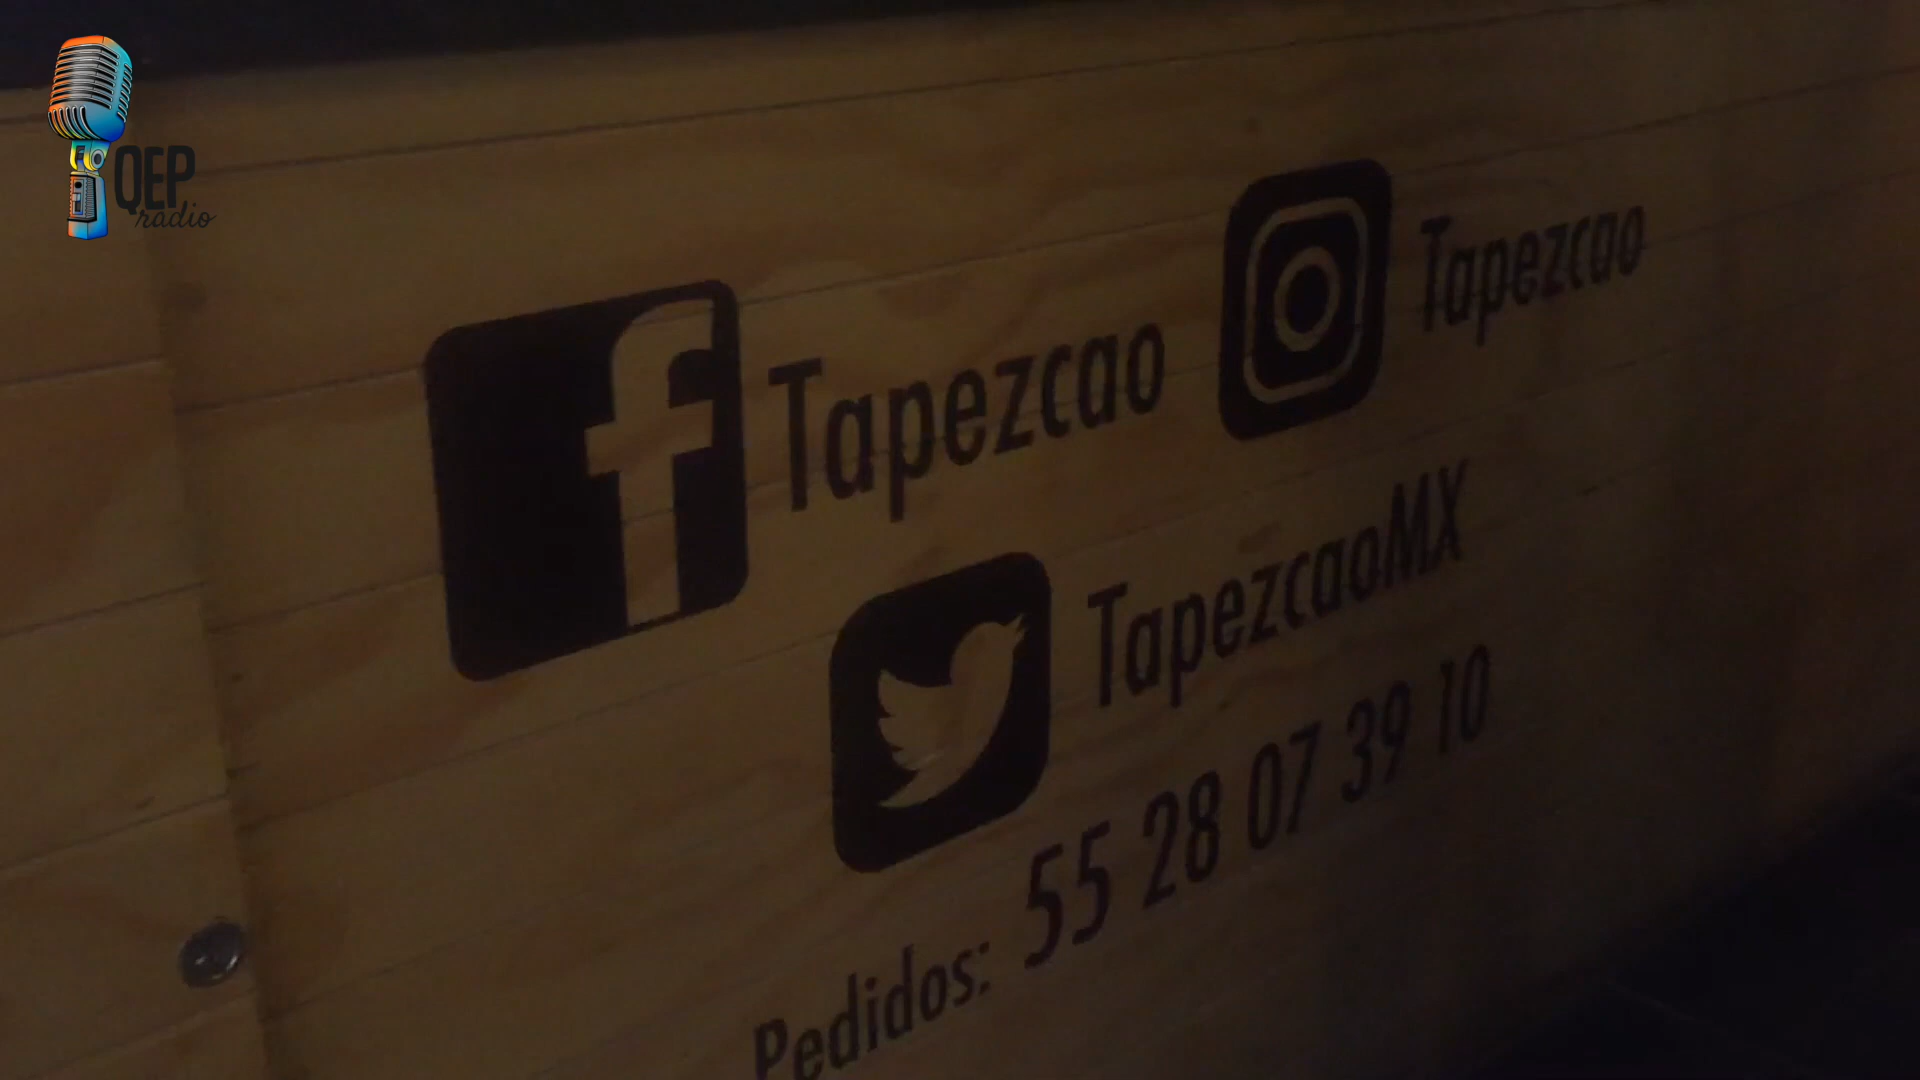 QEP
radio
Tapezcao
Tapezcao
TapezcaoMX
Pedidos: 55 28 07 39 10